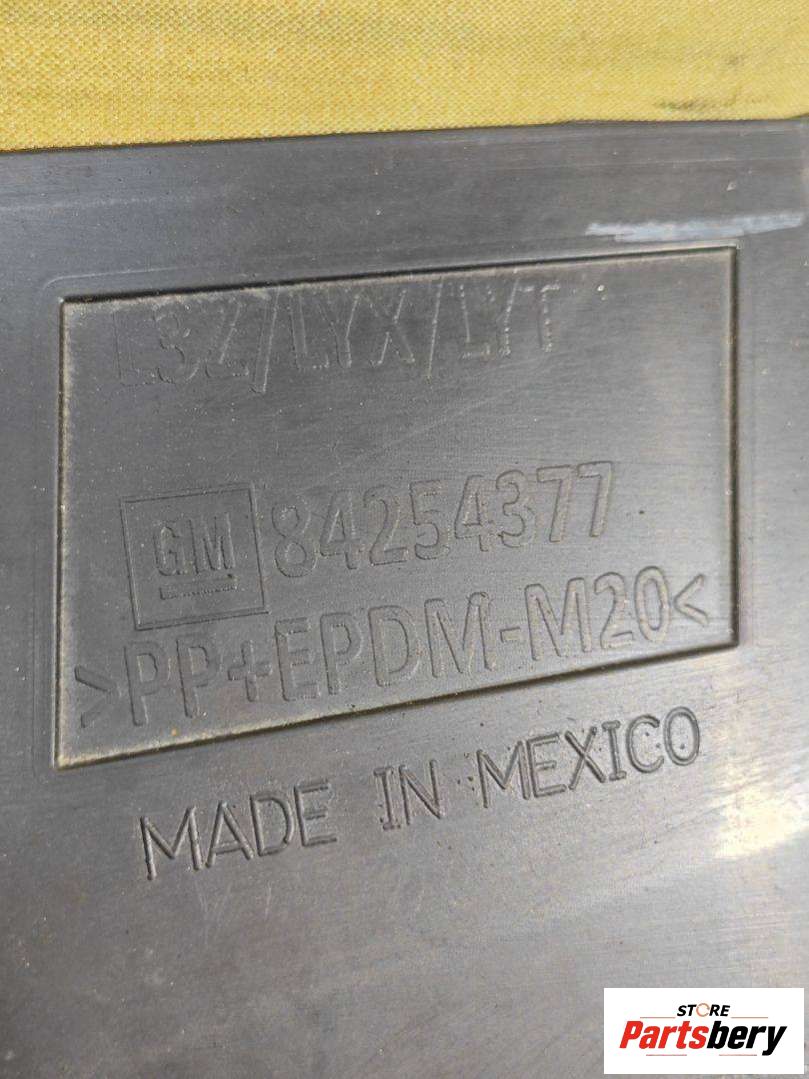 L3Z/LYX/LYT
GM 84254377
>PP+EPDM-M20<
MADE IN MEXICO
STORE
Partsbery